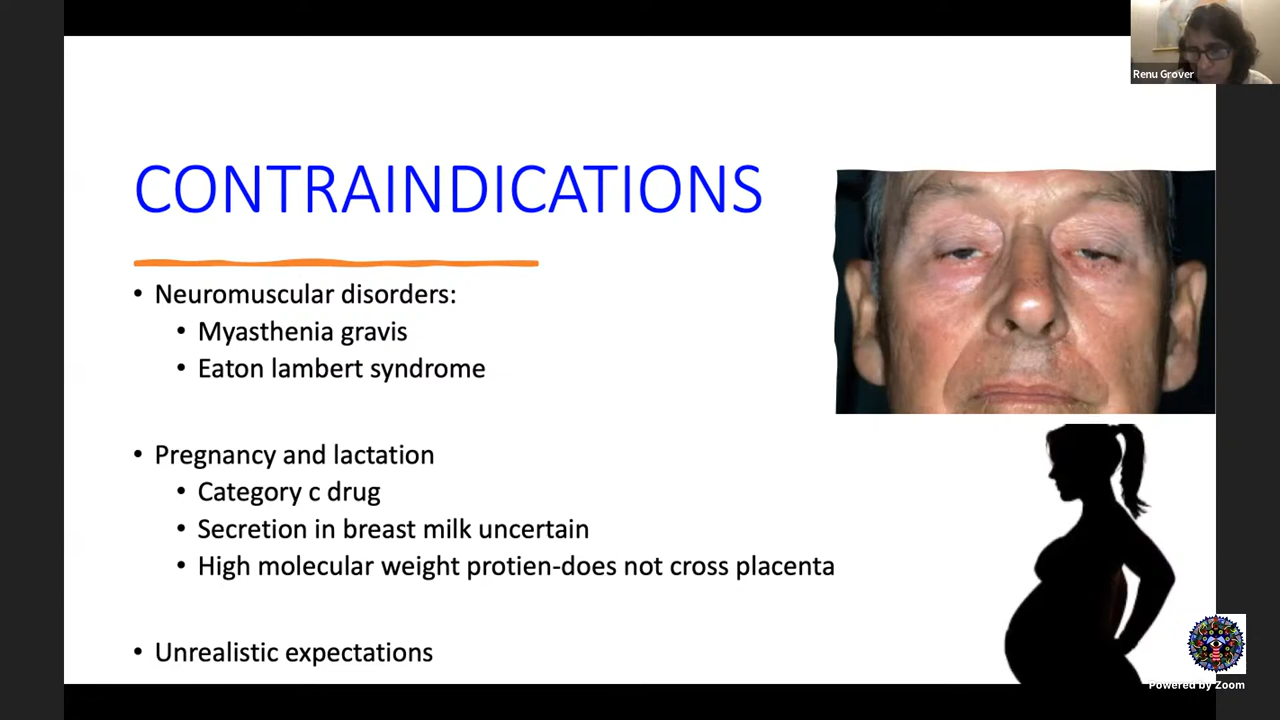 Renu Grover
CONTRAINDICATIONS
• Neuromuscular disorders:
• Myasthenia gravis
• Eaton lambert syndrome
• Pregnancy and lactation
• Category c drug
• Secretion in breast milk uncertain
• High molecular weight protien-does not cross placenta
• Unrealistic expectations
Powered by Zoom